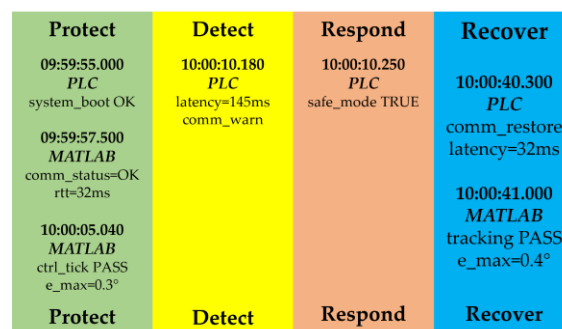 Protect
09:59:55.000
PLC
system_boot OK
09:59:57.500
MATLAB
comm_status=OK
rtt=32ms
10:00:05.040
MATLAB
ctrl_tick PASS
e_max=0.3°
Protect
Detect
10:00:10.180
PLC
latency=145ms
comm_warn
Detect
Respond
10:00:10.250
PLC
safe_mode TRUE
Respond
Recover
10:00:40.300
PLC
comm_restore
latency=32ms
10:00:41.000
MATLAB
tracking PASS
e_max=0.4°
Recover